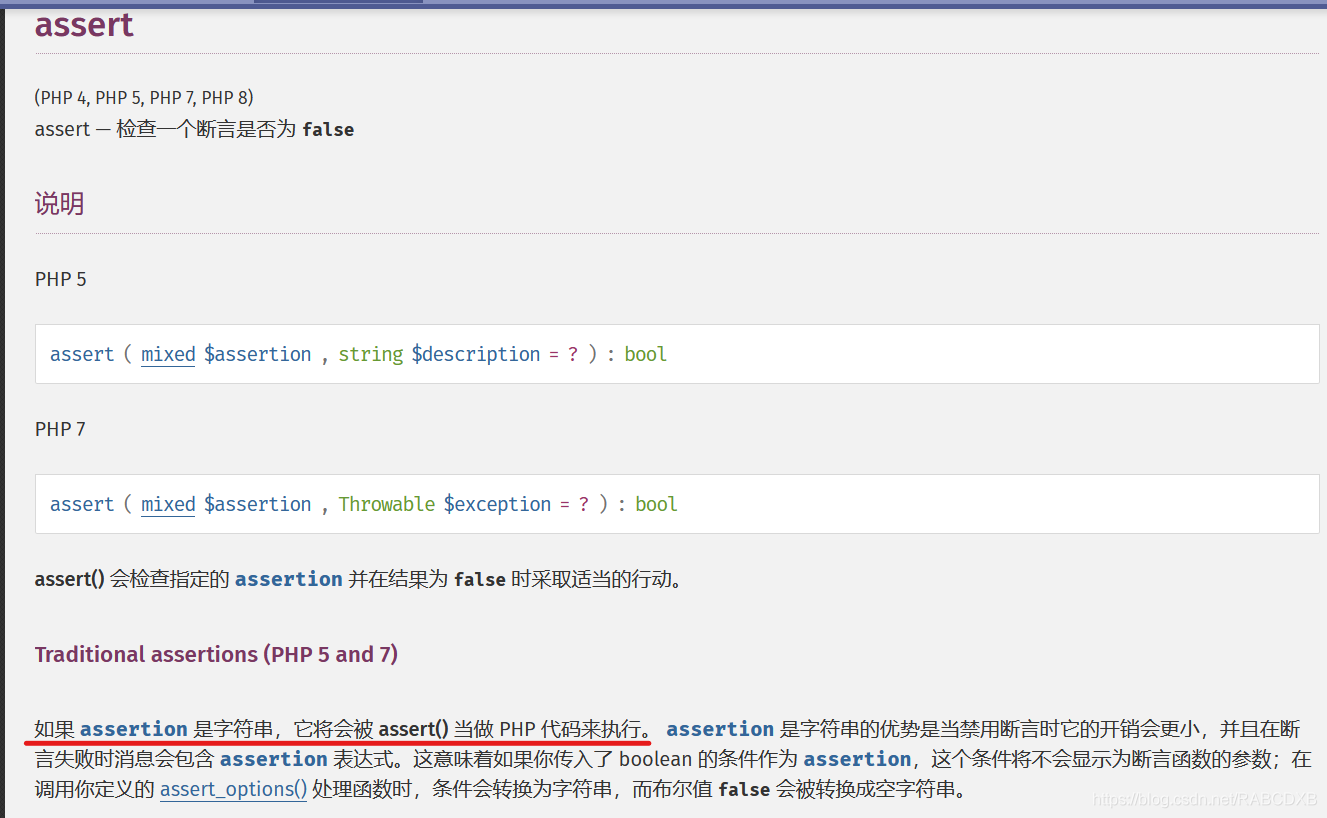 assert
(PHP 4, PHP 5, PHP 7, PHP 8)
assert — 检查一个断言是否为 false
说明
PHP 5
assert ( mixed $assertion , string $description = ? ) : bool
PHP 7
assert ( mixed $assertion , Throwable $exception = ? ) : bool
assert() 会检查指定的 assertion 并在结果为 false 时采取适当的行动。
Traditional assertions (PHP 5 and 7)
如果 assertion 是字符串，它将会被 assert() 当做 PHP 代码来执行。 assertion 是字符串的优势是当禁用断言时它的开销会更小，并且在断
言失败时消息会包含 assertion 表达式。这意味着如果你传入了 boolean 的条件作为 assertion，这个条件将不会显示为断言函数的参数；在
调用你定义的 assert_options() 处理函数时，条件会转换为字符串，而布尔值 false 会被转换成空字符串。
https://blog.csdn.net/RABCDXB